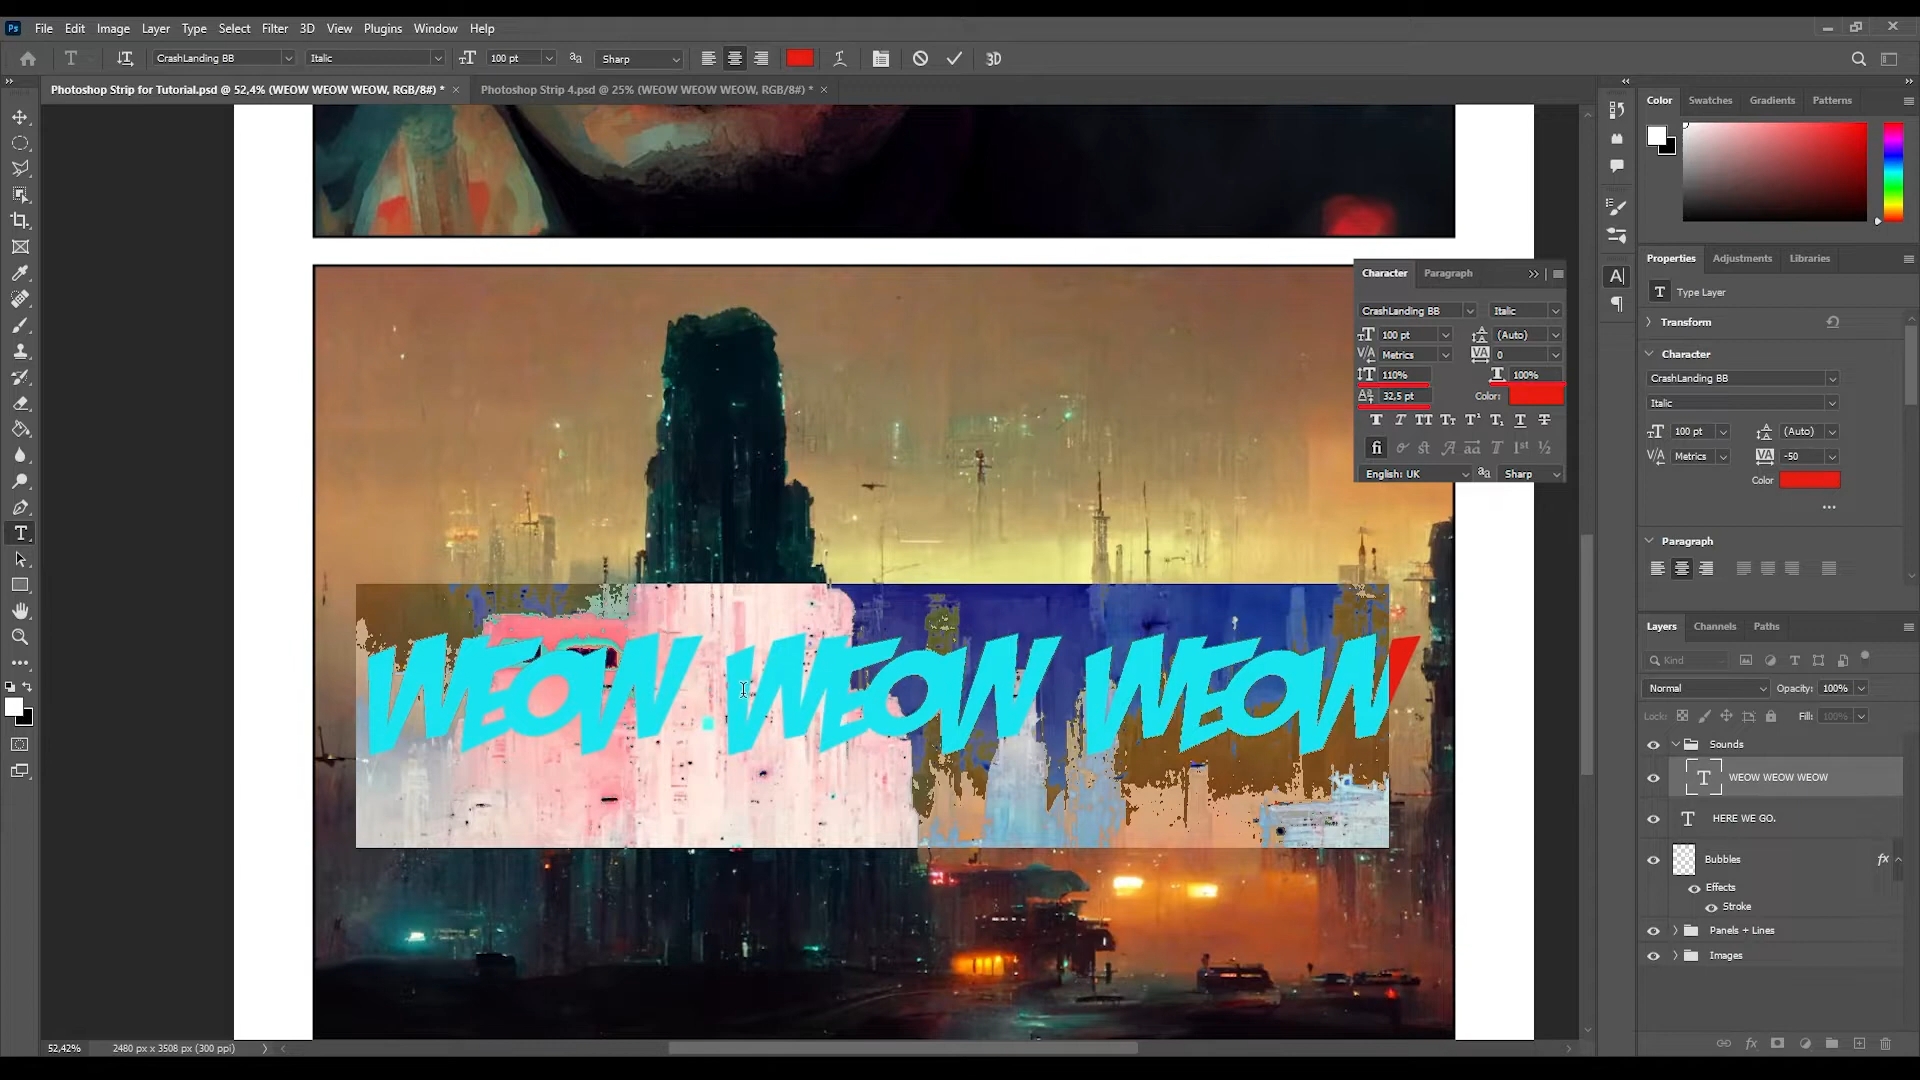 Ps File Edit Image Layer Type Select Filter 3D View Plugins Window Help
T CrashLanding BB Italic 100 pt Sharp 3D
Photoshop Strip for Tutorial.psd @ 52,4% (WEOW WEOW WEOW, RGB/8#) * × Photoshop Strip 4.psd @ 25% (WEOW WEOW WEOW, RGB/8#) * ×
Color Swatches Gradients Patterns
Character Paragraph
CrashLanding BB Italic
100 pt (Auto)
Metrics 0
110% 100%
32,5 pt Color:
fi
English: UK Sharp
Properties Adjustments Libraries
T Type Layer
Transform
Character
CrashLanding BB
Italic
100 pt (Auto)
Metrics -50
Color
Paragraph
WEOW WEOW WEOW
Layers Channels Paths
Kind
Normal Opacity: 100%
Lock: Fill: 100%
Sounds
T WEOW WEOW WEOW
T HERE WE GO.
Bubbles fx
Effects
Stroke
Panels + Lines
Images
52,42% 2480 px x 3508 px (300 ppi)